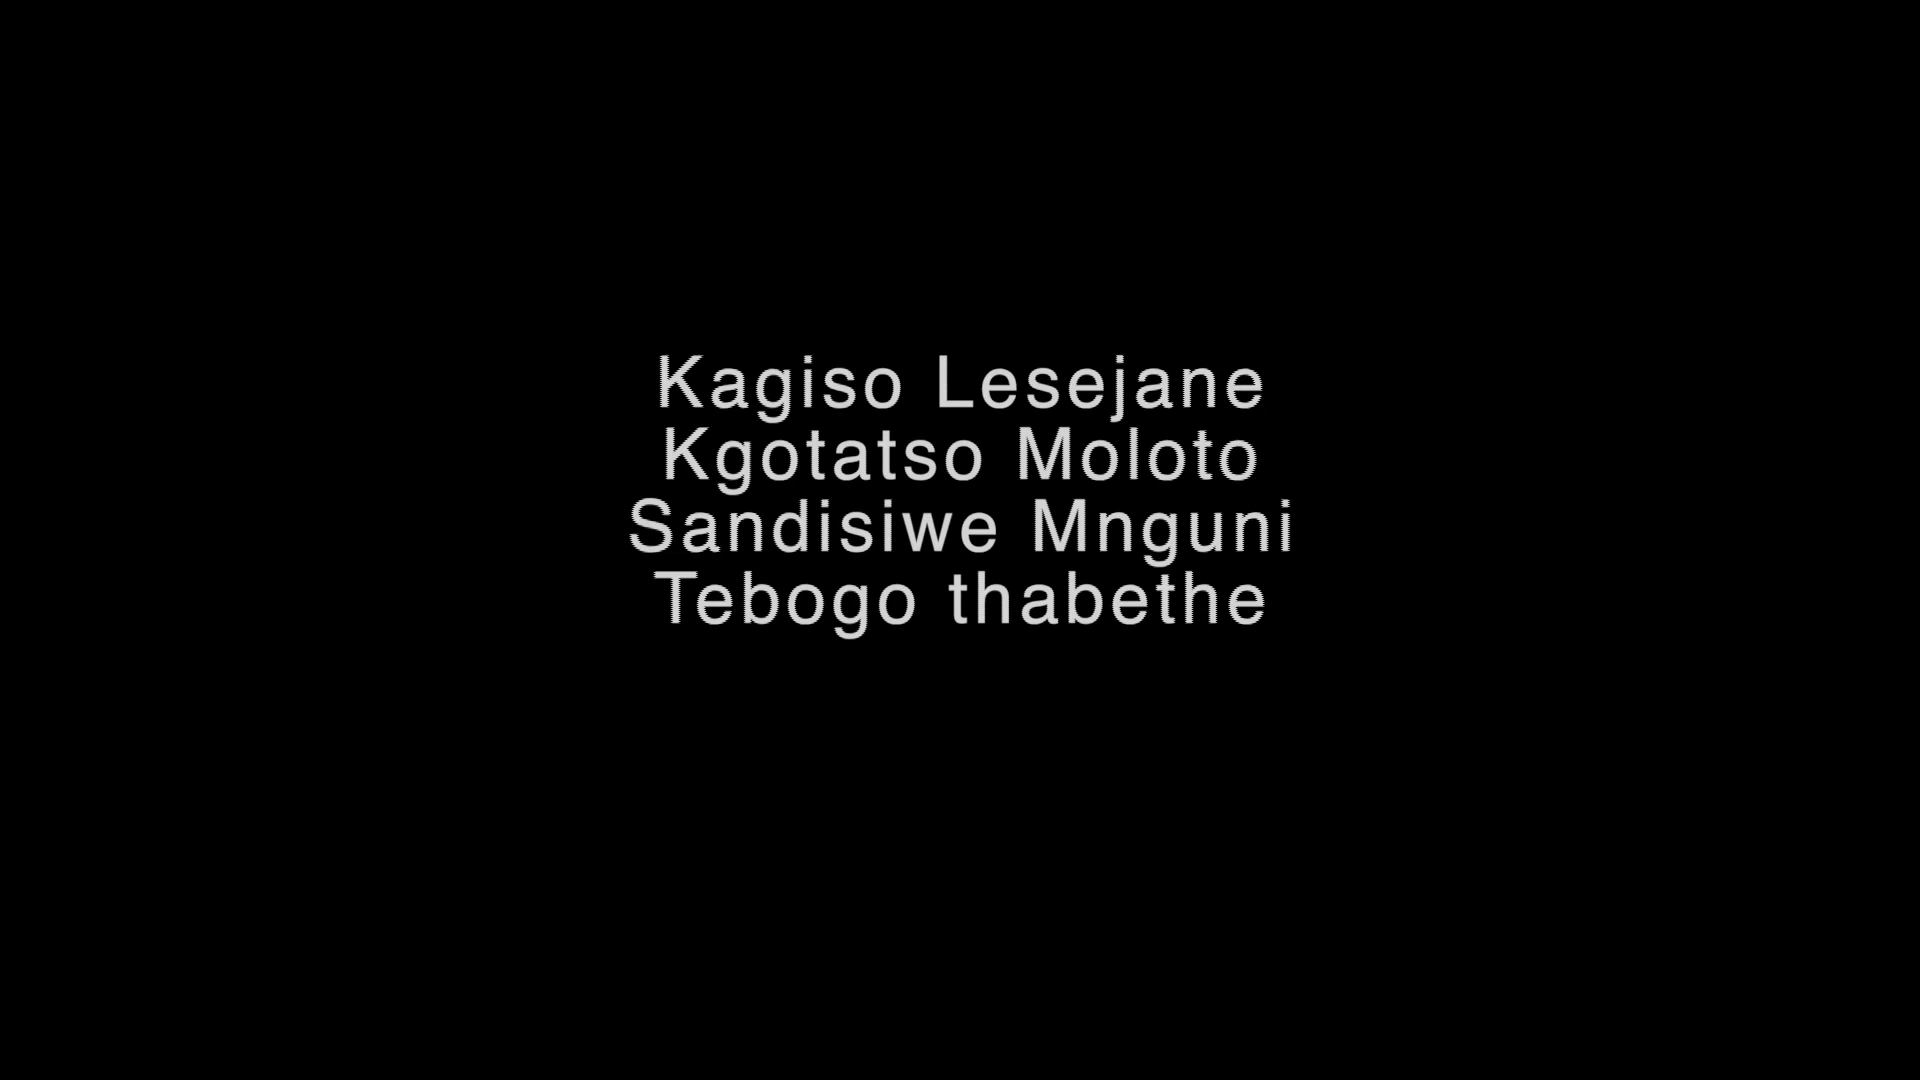 Kagiso Lesejane
Kgotatso Moloto
Sandisiwe Mnguni
Tebogo thabethe